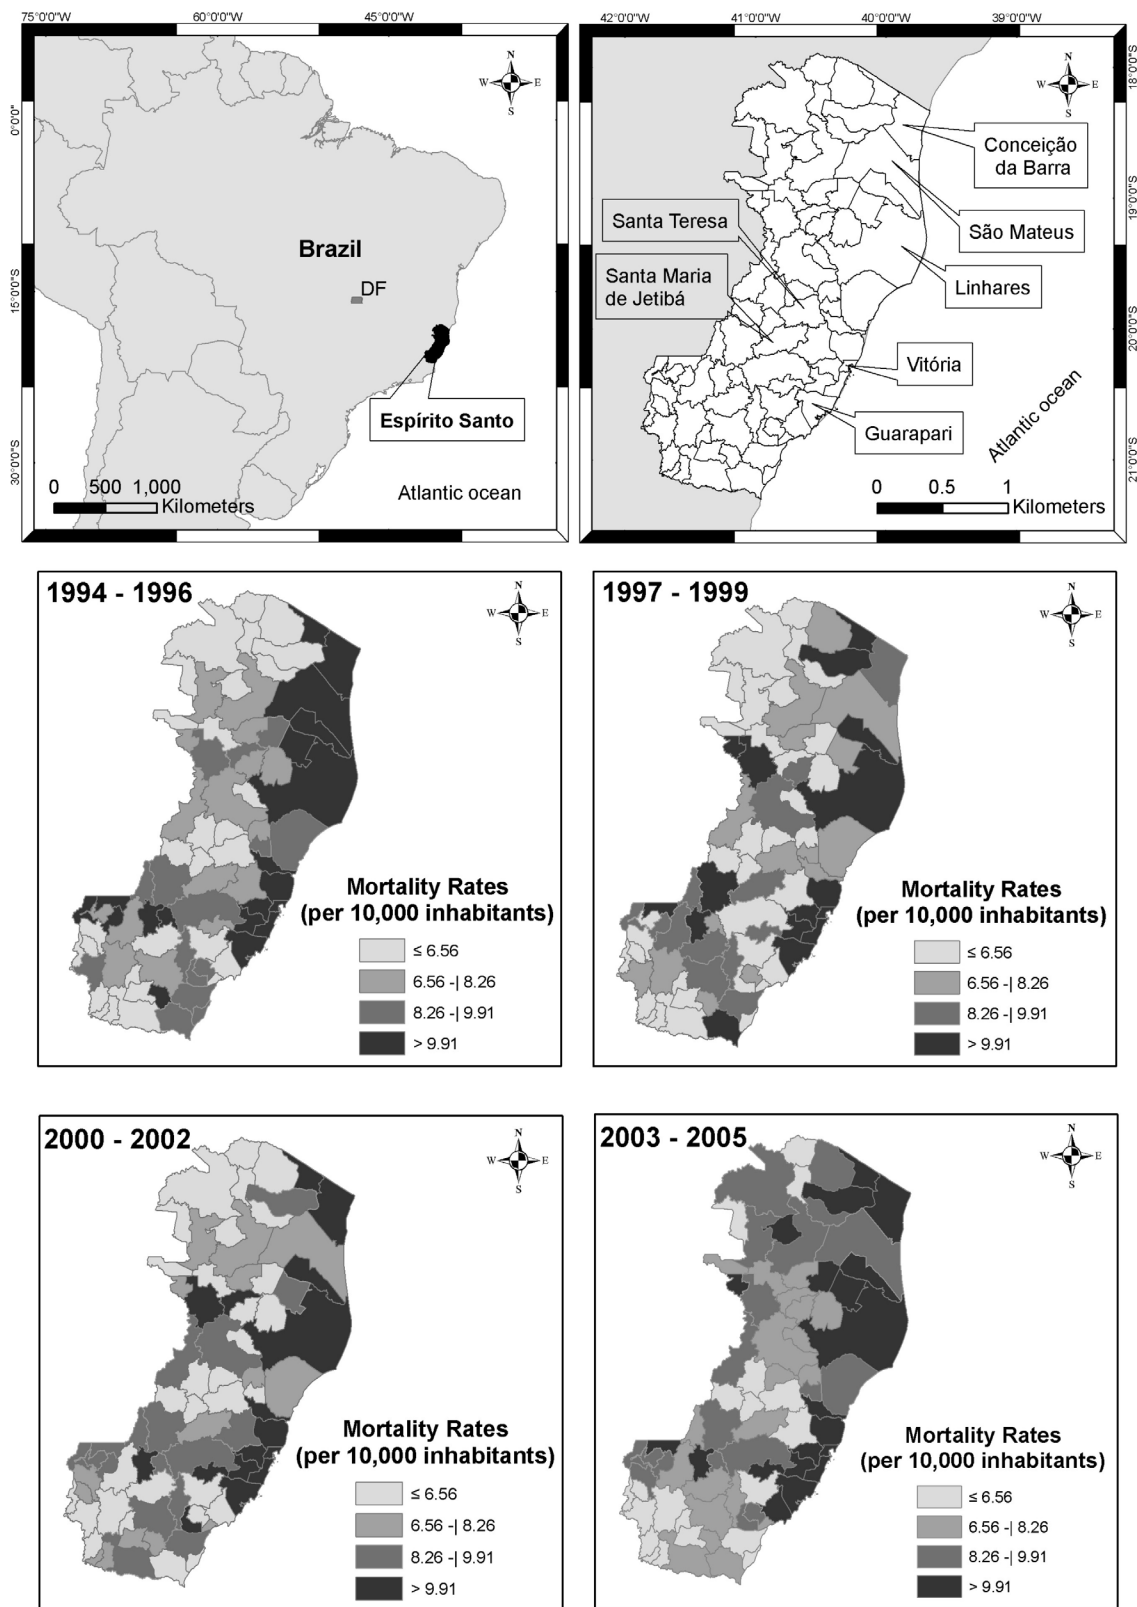 75°0'0"W 60°0'0"W 45°0'0"W
0°0'0"
15°0'0"S
30°0'0"S
N
W E
S
Brazil
DF
Espírito Santo
0 500 1,000
Kilometers
Atlantic ocean
42°0'0"W 41°0'0"W 40°0'0"W 39°0'0"W
18°0'0"S
19°0'0"S
20°0'0"S
21°0'0"S
N
W E
S
Conceição
da Barra
Santa Teresa
São Mateus
Santa Maria
de Jetibá
Linhares
Vitória
Guarapari
Atlantic ocean
0 0.5 1
Kilometers
1994 - 1996
N
W E
S
Mortality Rates
(per 10,000 inhabitants)
≤ 6.56
6.56 -| 8.26
8.26 -| 9.91
> 9.91
1997 - 1999
N
W E
S
Mortality Rates
(per 10,000 inhabitants)
≤ 6.56
6.56 -| 8.26
8.26 -| 9.91
> 9.91
2000 - 2002
N
W E
S
Mortality Rates
(per 10,000 inhabitants)
≤ 6.56
6.56 -| 8.26
8.26 -| 9.91
> 9.91
2003 - 2005
N
W E
S
Mortality Rates
(per 10,000 inhabitants)
≤ 6.56
6.56 -| 8.26
8.26 -| 9.91
> 9.91